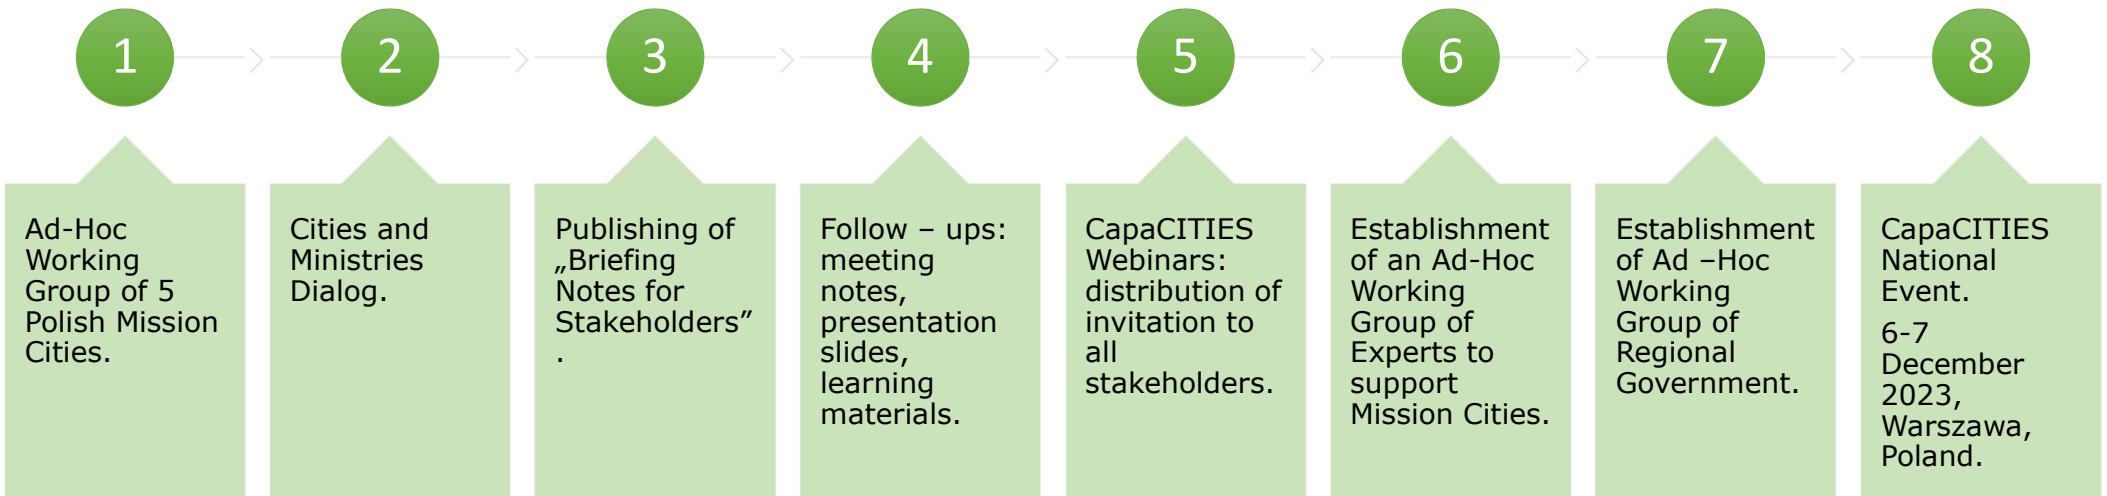 1
2
3
4
5
6
7
8
Ad-Hoc
Working
Group of 5
Polish Mission
Cities.
Cities and
Ministries
Dialog.
Publishing of
„Briefing
Notes for
Stakeholders”
.
Follow – ups:
meeting
notes,
presentation
slides,
learning
materials.
CapaCITIES
Webinars:
distribution of
invitation to
all
stakeholders.
Establishment
of an Ad-Hoc
Working
Group of
Experts to
support
Mission Cities.
Establishment
of Ad –Hoc
Working
Group of
Regional
Government.
CapaCITIES
National
Event.
6-7
December
2023,
Warszawa,
Poland.